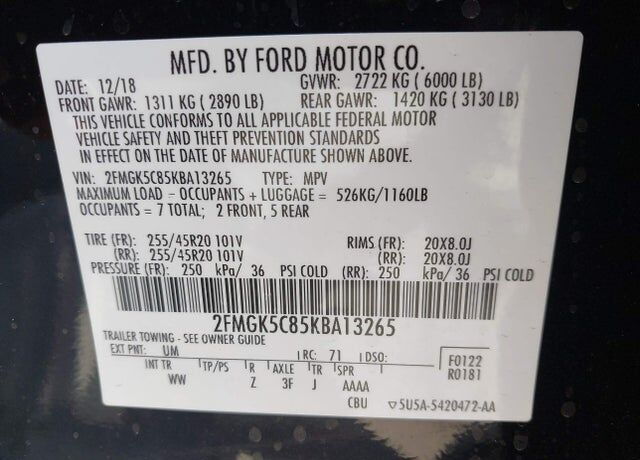 MFD. BY FORD MOTOR CO.
DATE: 12/18 GVWR: 2722 KG ( 6000 LB)
FRONT GAWR: 1311 KG ( 2890 LB) REAR GAWR: 1420 KG ( 3130 LB)
THIS VEHICLE CONFORMS TO ALL APPLICABLE FEDERAL MOTOR
VEHICLE SAFETY AND THEFT PREVENTION STANDARDS
IN EFFECT ON THE DATE OF MANUFACTURE SHOWN ABOVE.
VIN: 2FMGK5C85KBA13265 TYPE: MPV
MAXIMUM LOAD – OCCUPANTS + LUGGAGE = 526KG/1160LB
OCCUPANTS = 7 TOTAL; 2 FRONT, 5 REAR
TIRE (FR): 255/45R20 101V RIMS (FR): 20X8.0J
(RR): 255/45R20 101V (RR): 20X8.0J
PRESSURE (FR): 250 kPa/ 36 PSI COLD (RR): 250 kPa/ 36 PSI COLD
2FMGK5C85KBA13265
TRAILER TOWING - SEE OWNER GUIDE
EXT PNT: UM RC: 71 DSO: F0122
INT TR TP/PS R AXLE TR SPR R0181
WW Z 3F J AAAA
CBU ▽5U5A-5420472-AA